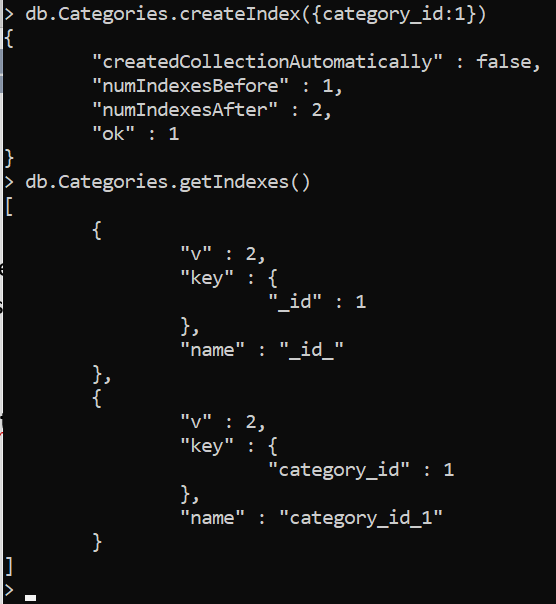 > db.Categories.createIndex({category_id:1})
{
        "createdCollectionAutomatically" : false,
        "numIndexesBefore" : 1,
        "numIndexesAfter" : 2,
        "ok" : 1
}
> db.Categories.getIndexes()
[
        {
                "v" : 2,
                "key" : {
                        "_id" : 1
                },
                "name" : "_id_"
        },
        {
                "v" : 2,
                "key" : {
                        "category_id" : 1
                },
                "name" : "category_id_1"
        }
]
>